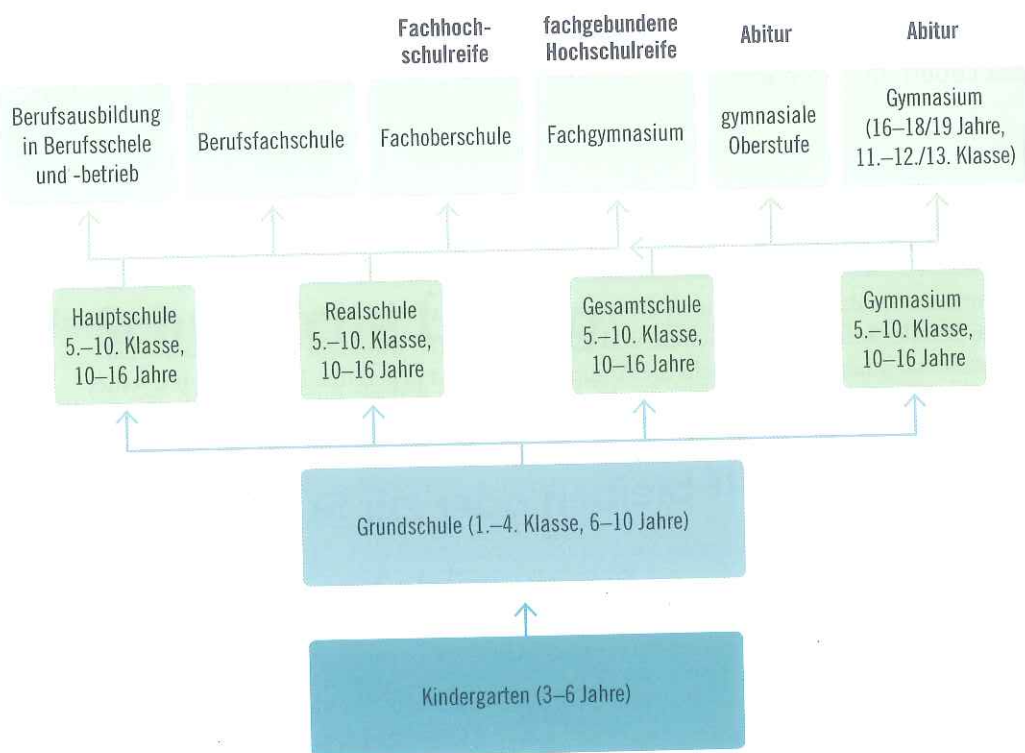 Fachhoch-
schulreife
fachgebundene
Hochschulreife
Abitur
Abitur
Berufsausbildung
in Berufsschele
und -betrieb
Berufsfachschule
Fachoberschule
Fachgymnasium
gymnasiale
Oberstufe
Gymnasium
(16–18/19 Jahre,
11.–12./13. Klasse)
Hauptschule
5.–10. Klasse,
10–16 Jahre
Realschule
5.–10. Klasse,
10–16 Jahre
Gesamtschule
5.–10. Klasse,
10–16 Jahre
Gymnasium
5.–10. Klasse,
10–16 Jahre
Grundschule (1.–4. Klasse, 6–10 Jahre)
Kindergarten (3–6 Jahre)